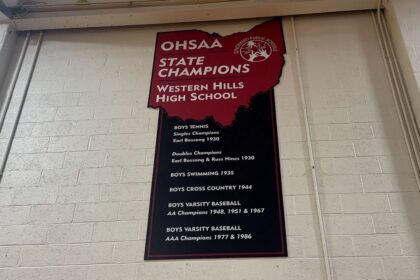 OHSAA
STATE
CHAMPIONS
WESTERN HILLS
HIGH SCHOOL
BOYS TENNIS
Singles Champions
Earl Bossong 1930
Doubles Champions
Earl Bossong & Russ Hines 1930
BOYS SWIMMING 1935
BOYS CROSS COUNTRY 1944
BOYS VARSITY BASEBALL
AA Champions 1948, 1951 & 1967
BOYS VARSITY BASEBALL
AAA Champions 1977 & 1986